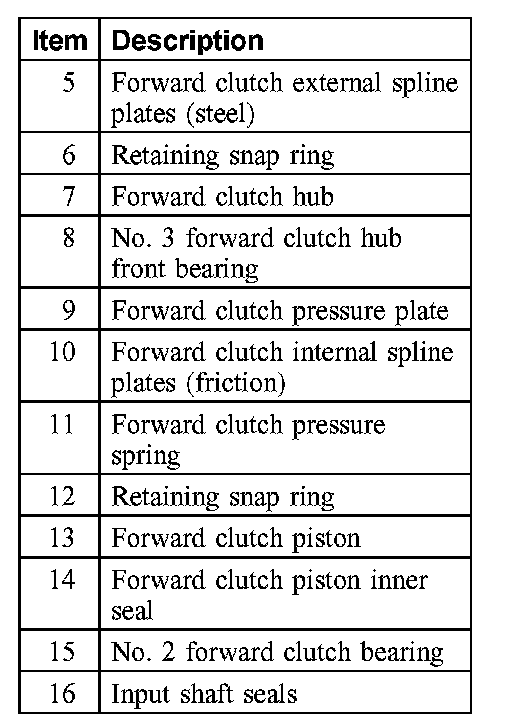 Item Description
5 Forward clutch external spline
plates (steel)
6 Retaining snap ring
7 Forward clutch hub
8 No. 3 forward clutch hub
front bearing
9 Forward clutch pressure plate
10 Forward clutch internal spline
plates (friction)
11 Forward clutch pressure
spring
12 Retaining snap ring
13 Forward clutch piston
14 Forward clutch piston inner
seal
15 No. 2 forward clutch bearing
16 Input shaft seals